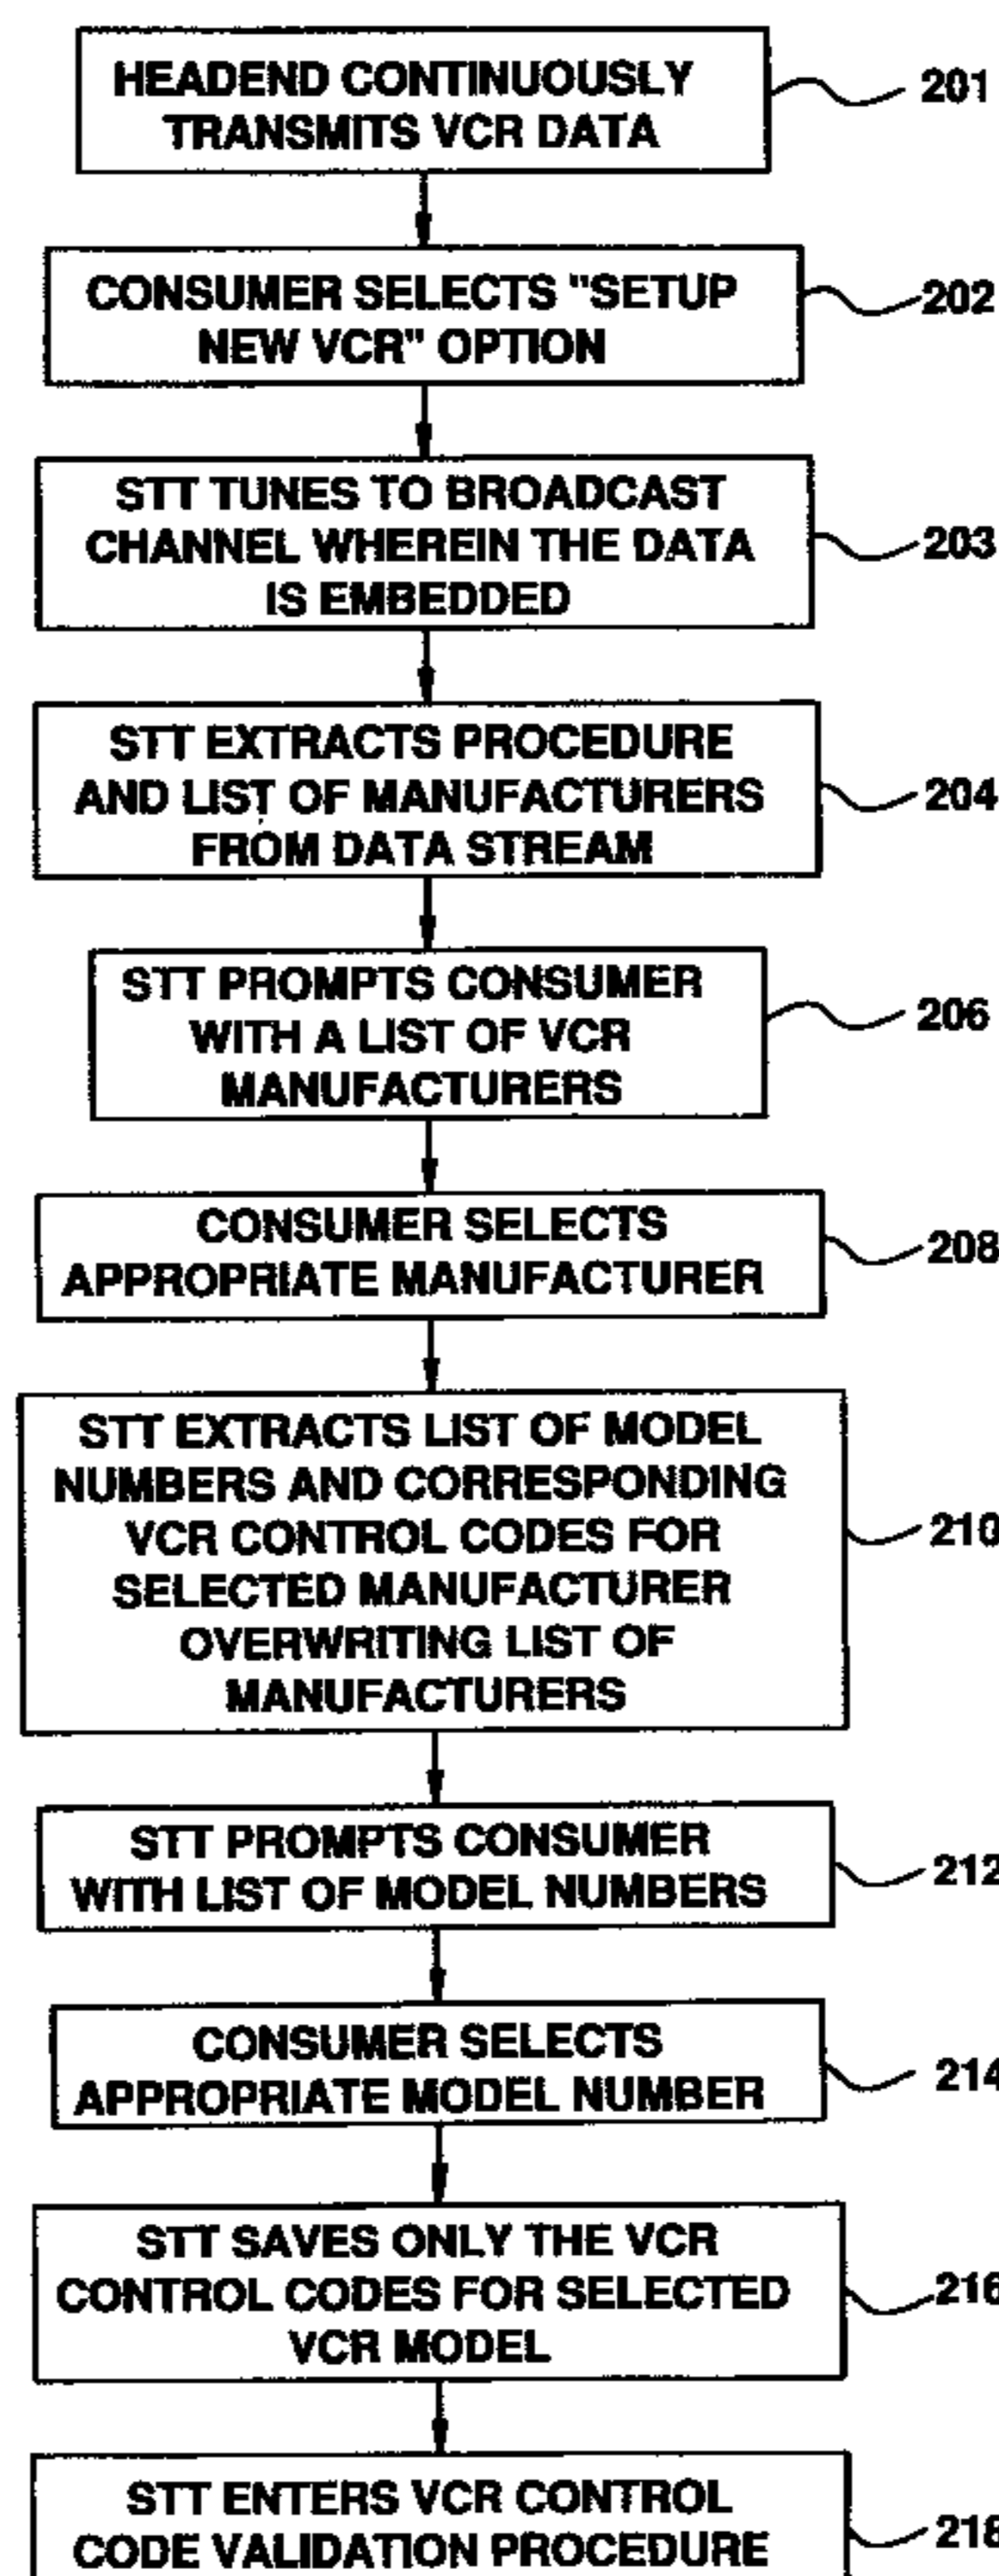 HEADEND CONTINUOUSLY
TRANSMITS VCR DATA
201
CONSUMER SELECTS "SETUP
NEW VCR" OPTION
202
STT TUNES TO BROADCAST
CHANNEL WHEREIN THE DATA
IS EMBEDDED
203
STT EXTRACTS PROCEDURE
AND LIST OF MANUFACTURERS
FROM DATA STREAM
204
STT PROMPTS CONSUMER
WITH A LIST OF VCR
MANUFACTURERS
206
CONSUMER SELECTS
APPROPRIATE MANUFACTURER
208
STT EXTRACTS LIST OF MODEL
NUMBERS AND CORRESPONDING
VCR CONTROL CODES FOR
SELECTED MANUFACTURER
OVERWRITING LIST OF
MANUFACTURERS
210
STT PROMPTS CONSUMER
WITH LIST OF MODEL NUMBERS
212
CONSUMER SELECTS
APPROPRIATE MODEL NUMBER
214
STT SAVES ONLY THE VCR
CONTROL CODES FOR SELECTED
VCR MODEL
216
STT ENTERS VCR CONTROL
CODE VALIDATION PROCEDURE
218